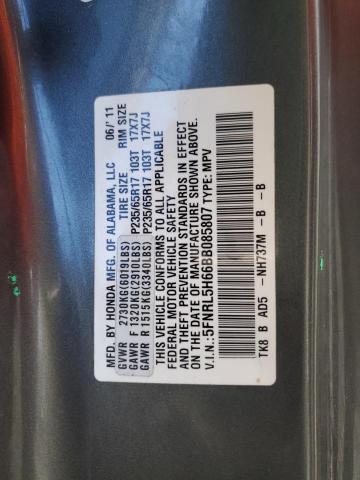 MFD. BY HONDA MFG. OF ALABAMA, LLC 06/'11
TIRE SIZE RIM SIZE
GVWR 2730KG(6019LBS)
GAWR F 1320KG(2910LBS) P235/65R17 103T 17X7J
GAWR R 1515KG(3340LBS) P235/65R17 103T 17X7J
THIS VEHICLE CONFORMS TO ALL APPLICABLE
FEDERAL MOTOR VEHICLE SAFETY
AND THEFT PREVENTION STANDARDS IN EFFECT
ON THE DATE OF MANUFACTURE SHOWN ABOVE.
V.I.N.: 5FNRL5H66BB085807 TYPE: MPV
TK8 B AD5 -NH737M - B - B